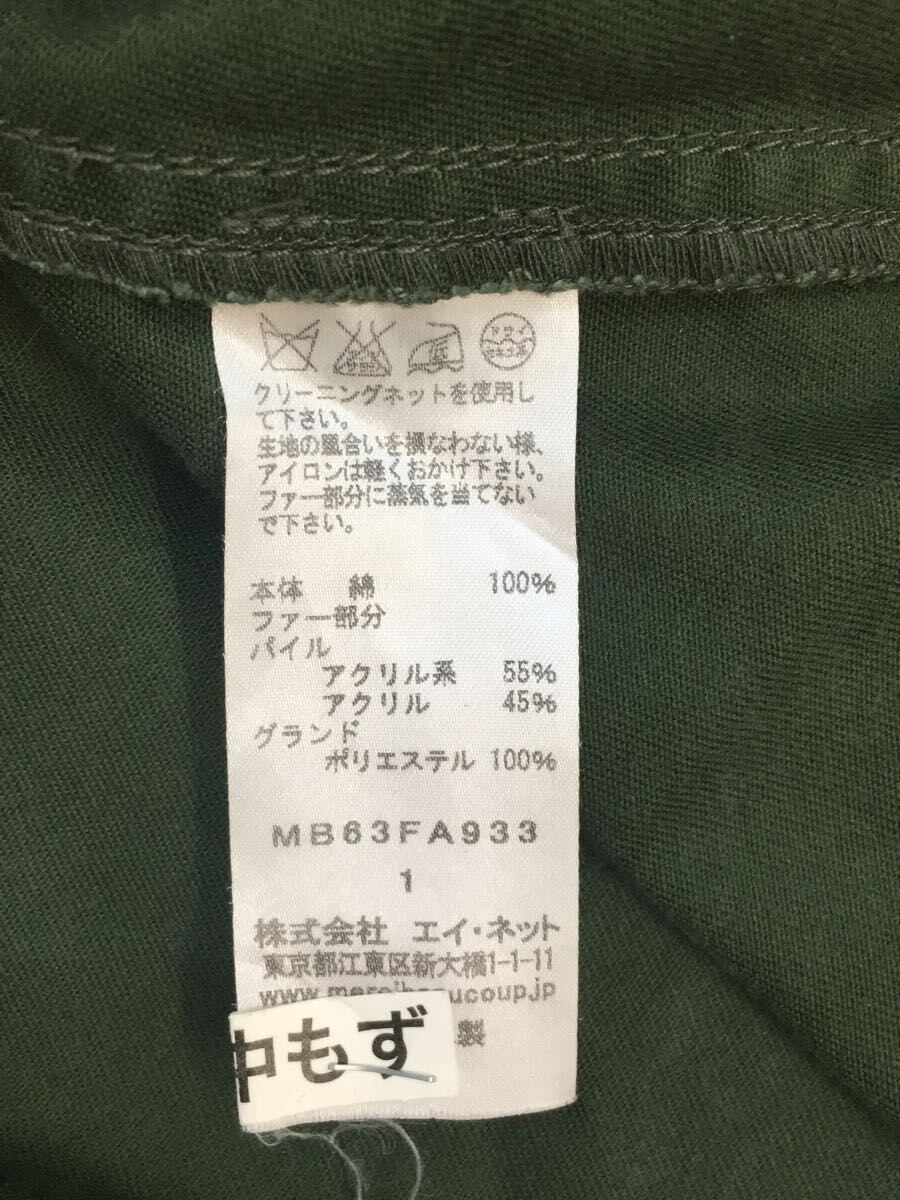 クリーニングネットを使用し
て下さい。
生地の風合いを損なわない様、
アイロンは軽くおかけ下さい。
ファー部分に蒸気を当てない
で下さい。
本体 綿 100%
ファー部分
パイル
アクリル系 55%
アクリル 45%
グランド
ポリエステル 100%
MB63FA933
1
株式会社 エイ・ネット
東京都江東区新大橋1-1-11
製
中もず